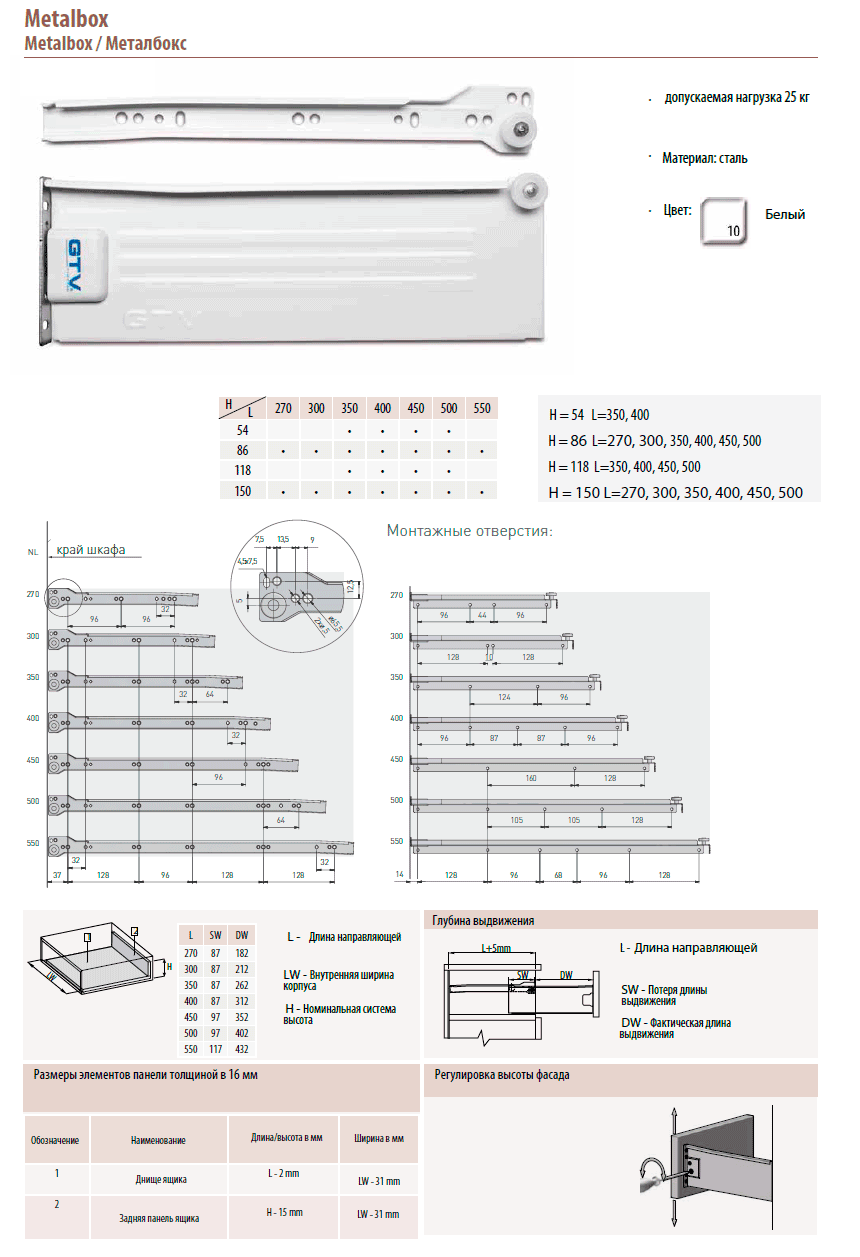 Metalbox
Metalbox / Металбокс
допускаемая нагрузка 25 кг
Материал: сталь
Цвет:
10
Белый
GTV
GTV
H L 270 300 350 400 450 500 550
54 • • • •
86 • • • • • • •
118 • • • •
150 • • • • • • •
H = 54 L=350, 400
H = 86 L=270, 300, 350, 400, 450, 500
H = 118 L=350, 400, 450, 500
H = 150 L=270, 300, 350, 400, 450, 500
Монтажные отверстия:
NL край шкафа
7,5 13,5 9
4,5x7,5
12,5
5
270
32
96 96
300
350
32 64
400
32
450
96
500
64
550
32 32
37 128 96 128 128
270
96 44 96
300
128 10 128
350
124 96
400
96 87 87 96
450
160 128
500
105 105 128
550
14 128 96 68 96 128
1 2
H
LW
L SW DW
270 87 182
300 87 212
350 87 262
400 87 312
450 97 352
500 97 402
550 117 432
L - Длина направляющей
LW - Внутренняя ширина
корпуса
H - Номинальная система
высота
Глубина выдвижения
L+5mm
SW DW
L - Длина направляющей
SW - Потеря длины
выдвижения
DW - Фактическая длина
выдвижения
Размеры элементов панели толщиной в 16 мм
Обозначение Наименование Длина/высота в мм Ширина в мм
1 Днище ящика L - 2 mm LW - 31 mm
2 Задняя панель ящика H - 15 mm LW - 31 mm
Регулировка высоты фасада